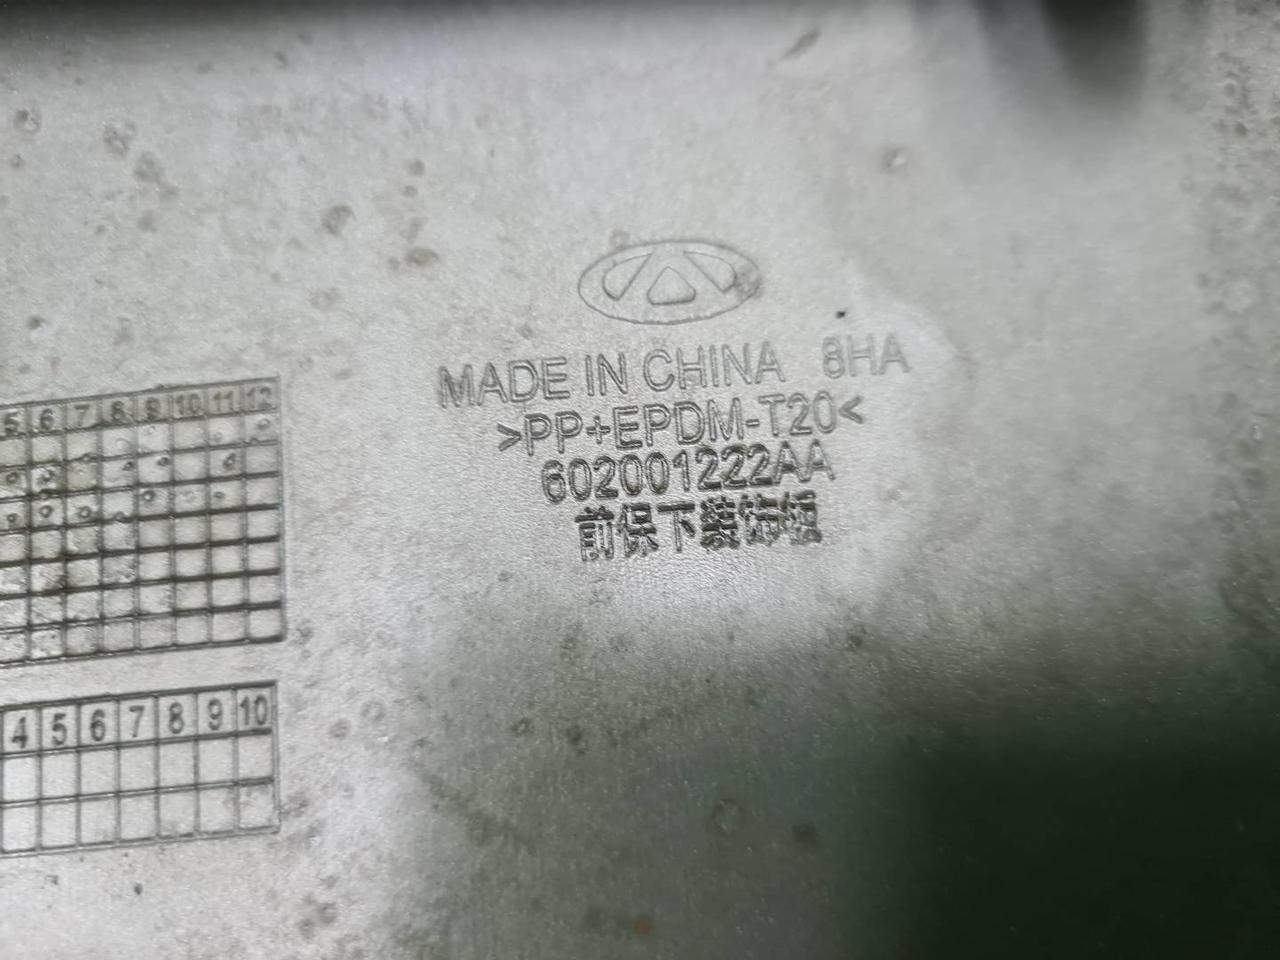 MADE IN CHINA 8HA
>PP+EPDM-T20<
602001222AA
前保下装饰
5 6 7 8 9 10 11 12
4 5 6 7 8 9 10